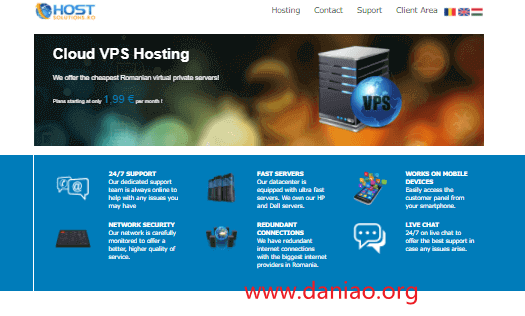 HOST
SOLUTIONS.RO
Hosting Contact Suport Client Area
Cloud VPS Hosting
We offer the cheapest Romanian virtual private servers!
Plans starting at only 1,99 € per month !
VPS
24/7 SUPPORT
Our dedicated support
team is always online to
help with any issues you
may have
FAST SERVERS
Our datacenter is
equipped with ultra fast
servers. We own our HP
and Dell servers.
WORKS ON MOBILE
DEVICES
Easily access the
customer panel from
your smartphone.
NETWORK SECURITY
Our network is carefully
monitored to offer a
better, higher quality of
service.
REDUNDANT
CONNECTIONS
We have redundant
internet connections
with the biggest internet
providers in Romania.
LIVE CHAT
24/7 on live chat to
offer the best support in
case any issues arise.
www.daniao.org